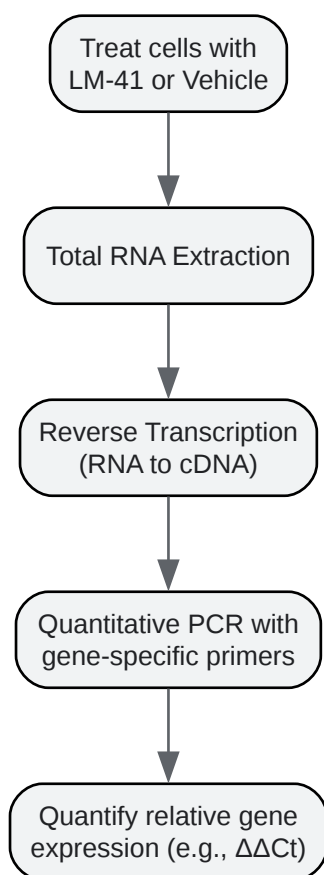 Treat cells with
LM-41 or Vehicle
Total RNA Extraction
Reverse Transcription
(RNA to cDNA)
Quantitative PCR with
gene-specific primers
Quantify relative gene
expression (e.g., ΔΔCt)